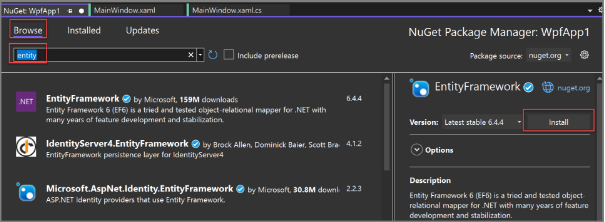 NuGet: WpfApp1
MainWindow.xaml
MainWindow.xaml.cs
Browse
Installed
Updates
NuGet Package Manager: WpfApp1
entity
Include prerelease
Package source: nuget.org
.NET
EntityFramework by Microsoft, 159M downloads
6.4.4
Entity Framework 6 (EF6) is a tried and tested object-relational mapper for .NET with
many years of feature development and stabilization.
IdentityServer4.EntityFramework by Brock Allen, Dominick Baier, Scott Bra
4.1.2
EntityFramework persistence layer for IdentityServer4
Microsoft.AspNet.Identity.EntityFramework by Microsoft, 30.8M downlo
2.2.3
ASP.NET Identity providers that use Entity Framework.
EntityFramework
nuget.org
Version:
Latest stable 6.4.4
Install
Options
Description
Entity Framework 6 (EF6) is a tried and tested object-
relational mapper for .NET with many years of feature
development and stabilization.